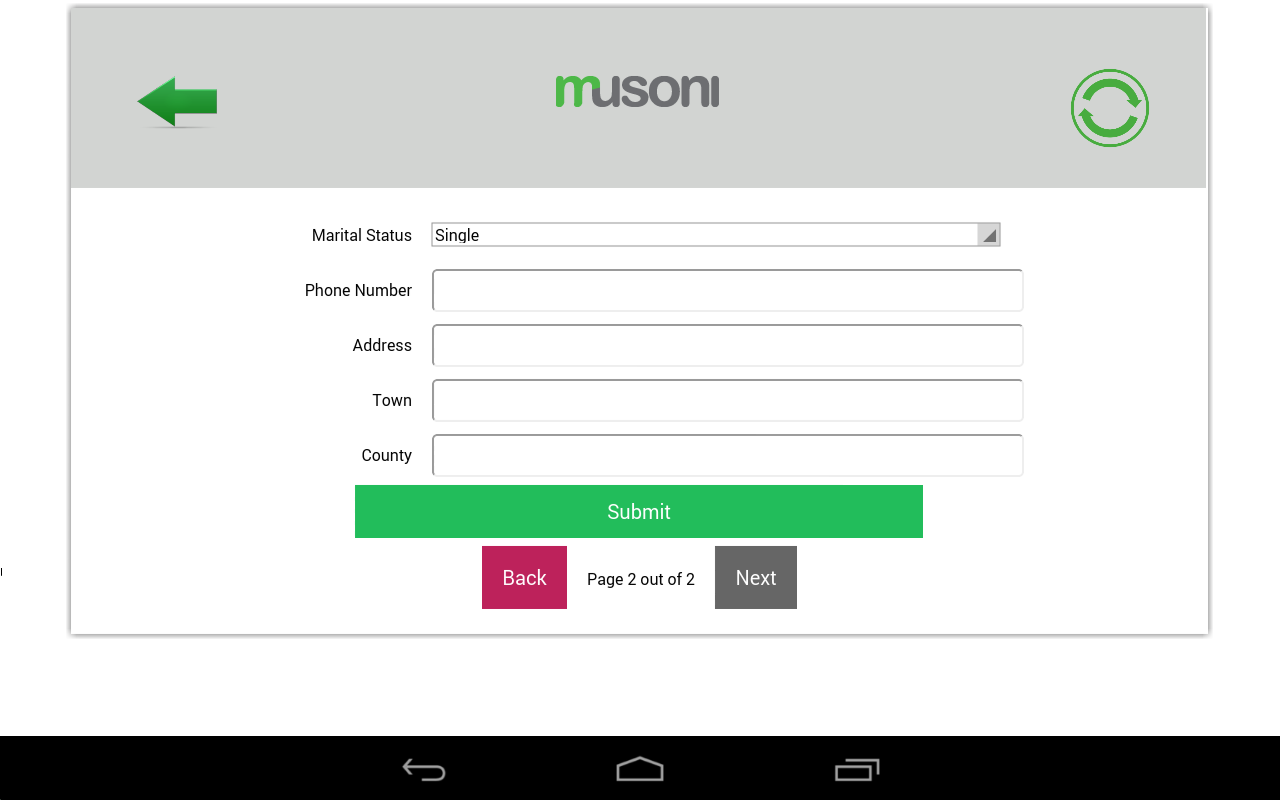 musoni
Marital Status Single
Phone Number
Address
Town
County
Submit
Back Page 2 out of 2 Next